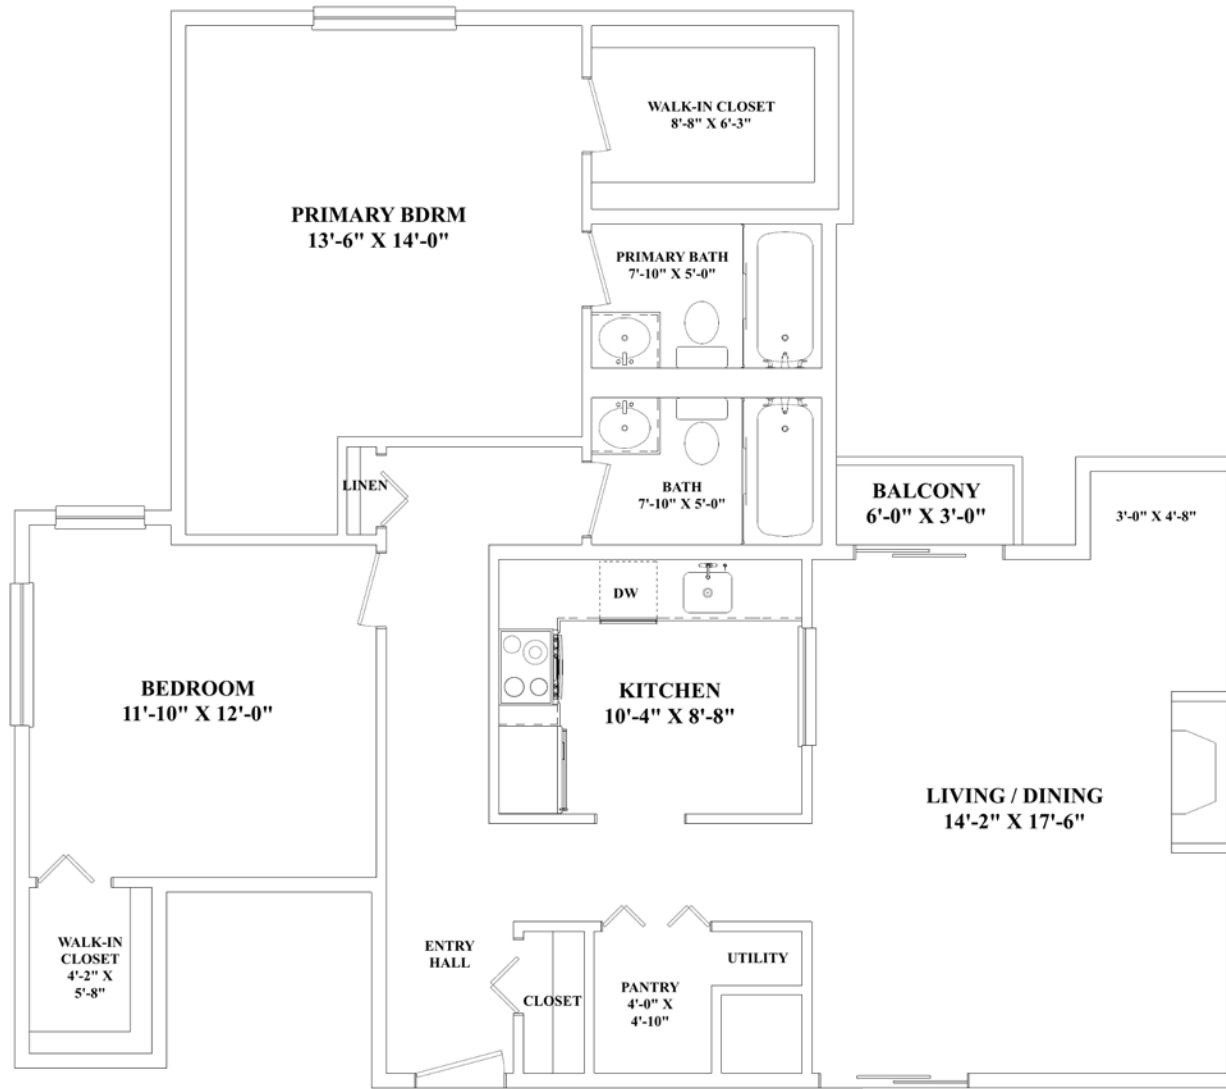 WALK-IN CLOSET
8'-8" X 6'-3"
PRIMARY BDRM
13'-6" X 14'-0"
PRIMARY BATH
7'-10" X 5'-0"
LINEN
BATH
7'-10" X 5'-0"
BALCONY
6'-0" X 3'-0"
3'-0" X 4'-8"
DW
BEDROOM
11'-10" X 12'-0"
KITCHEN
10'-4" X 8'-8"
LIVING / DINING
14'-2" X 17'-6"
WALK-IN
CLOSET
4'-2" X
5'-8"
ENTRY
HALL
CLOSET
PANTRY
4'-0" X
4'-10"
UTILITY